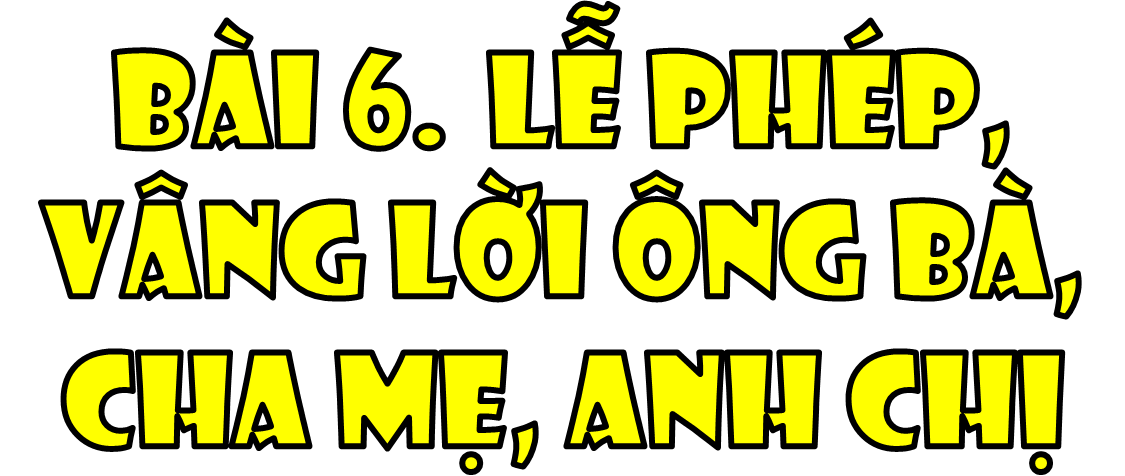 BÀI 6. LỄ PHÉP,
VÂNG LỜI ÔNG BÀ,
CHA MẸ, ANH CHỊ